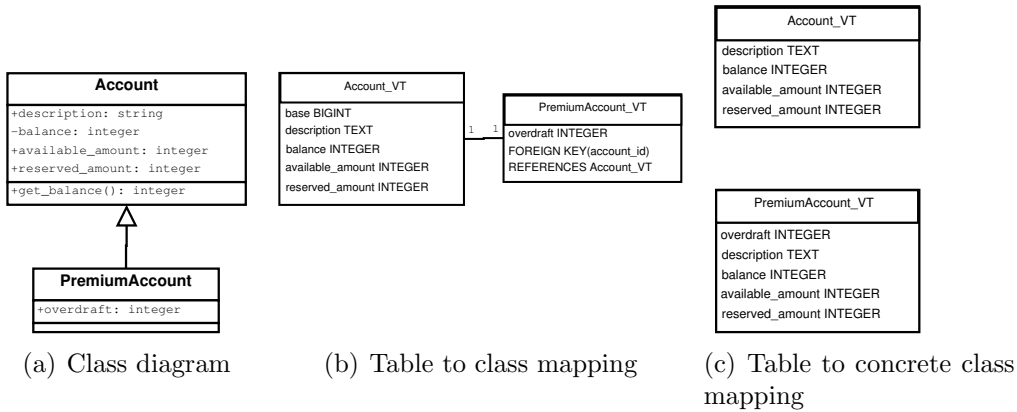 Account
+description: string
-balance: integer
+available_amount: integer
+reserved_amount: integer
+get_balance(): integer
PremiumAccount
+overdraft: integer
(a) Class diagram
Account_VT
base BIGINT
description TEXT
balance INTEGER
available_amount INTEGER
reserved_amount INTEGER
1
1
PremiumAccount_VT
overdraft INTEGER
FOREIGN KEY(account_id)
REFERENCES Account_VT
(b) Table to class mapping
Account_VT
description TEXT
balance INTEGER
available_amount INTEGER
reserved_amount INTEGER
PremiumAccount_VT
overdraft INTEGER
description TEXT
balance INTEGER
available_amount INTEGER
reserved_amount INTEGER
(c) Table to concrete class
mapping